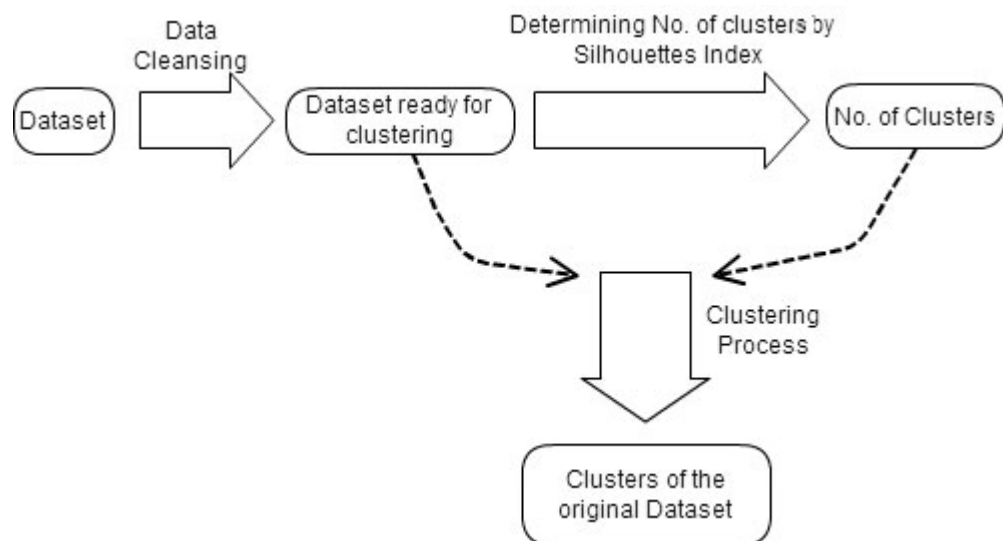 Data
Cleansing
Determining No. of clusters by
Silhouettes Index
Dataset
Dataset ready for
clustering
No. of Clusters
Clustering
Process
Clusters of the
original Dataset